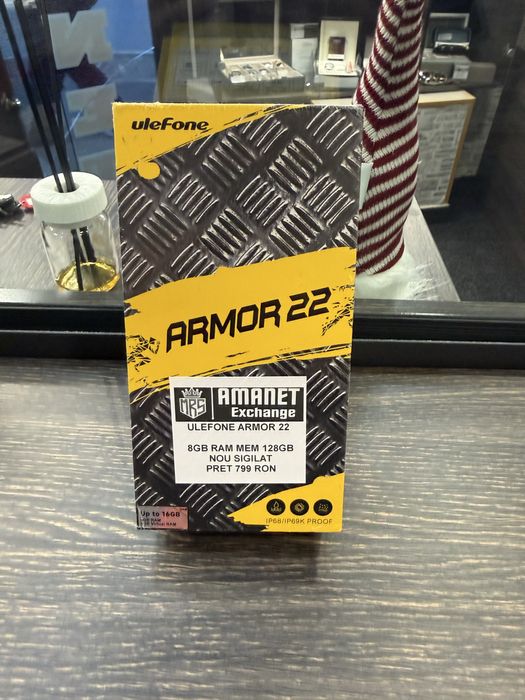 ulefone
ARMOR 22
MRS
AMANET
Exchange
ULEFONE ARMOR 22
8GB RAM MEM 128GB
NOU SIGILAT
PRET 799 RON
Up to 16GB
IP68/IP69K PROOF